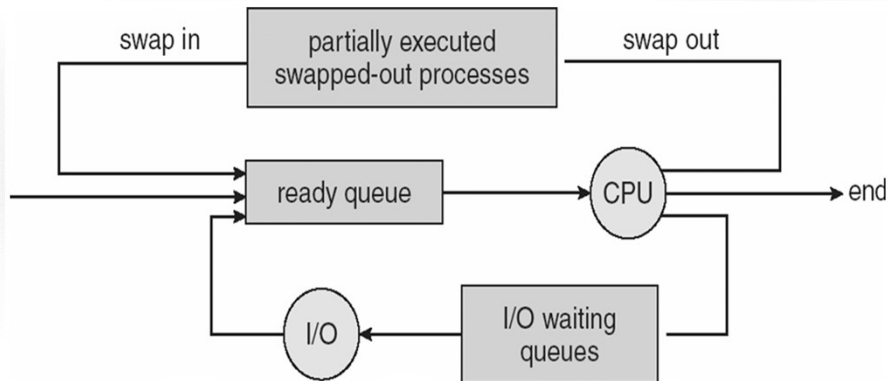 swap in
partially executed
swapped-out processes
swap out
ready queue
CPU
end
I/O
I/O waiting
queues